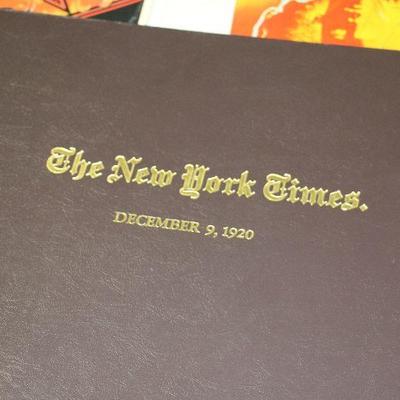 The New York Times.
DECEMBER 9, 1920